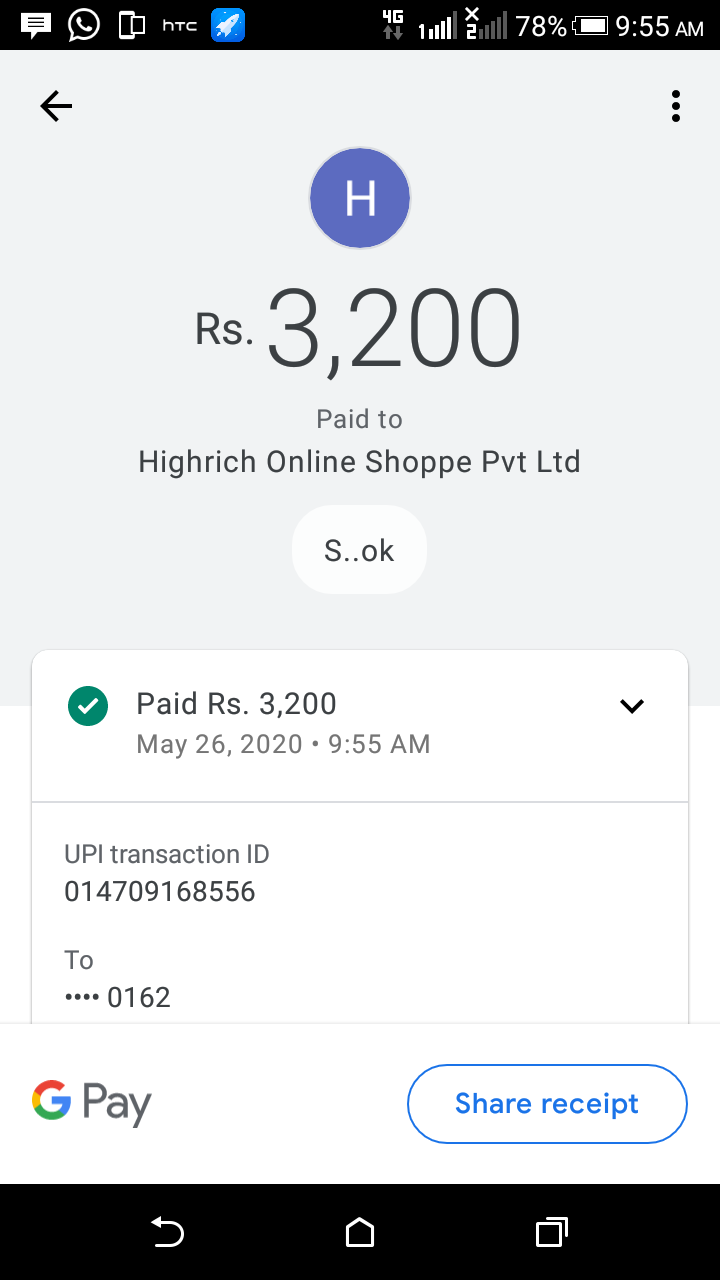 hTC
4G
1
2
78%
9:55 AM
H
Rs. 3,200
Paid to
Highrich Online Shoppe Pvt Ltd
S..ok
Paid Rs. 3,200
May 26, 2020 • 9:55 AM
UPI transaction ID
014709168556
To
•••• 0162
G Pay
Share receipt